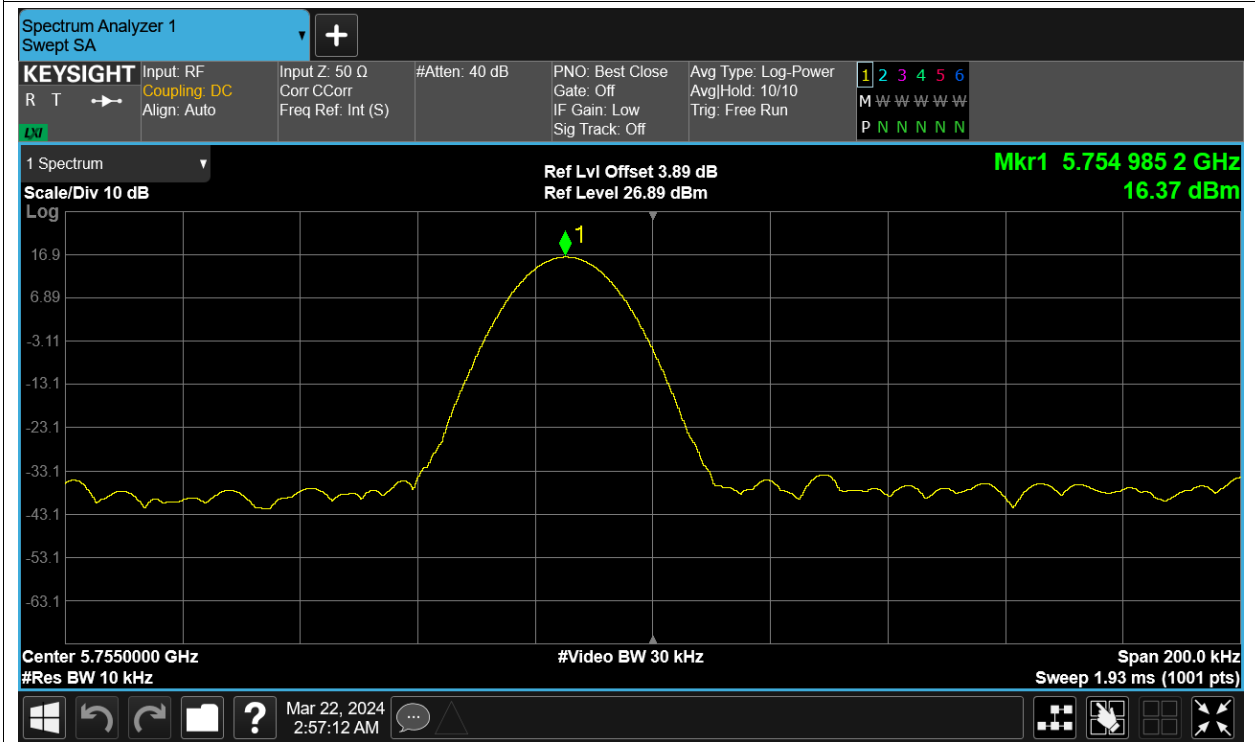 Spectrum Analyzer 1
Swept SA
KEYSIGHT
R T
LXI
Input: RF
Coupling: DC
Align: Auto
Input Z: 50 Ω
Corr CCorr
Freq Ref: Int (S)
#Atten: 40 dB
PNO: Best Close
Gate: Off
IF Gain: Low
Sig Track: Off
Avg Type: Log-Power
Avg|Hold: 10/10
Trig: Free Run
1 2 3 4 5 6
M W W W W W
P N N N N N
1 Spectrum
Scale/Div 10 dB
Log
Ref Lvl Offset 3.89 dB
Ref Level 26.89 dBm
Mkr1 5.754 985 2 GHz
16.37 dBm
1
16.9
6.89
-3.11
-13.1
-23.1
-33.1
-43.1
-53.1
-63.1
Center 5.7550000 GHz
#Res BW 10 kHz
#Video BW 30 kHz
Span 200.0 kHz
Sweep 1.93 ms (1001 pts)
?
Mar 22, 2024
2:57:12 AM